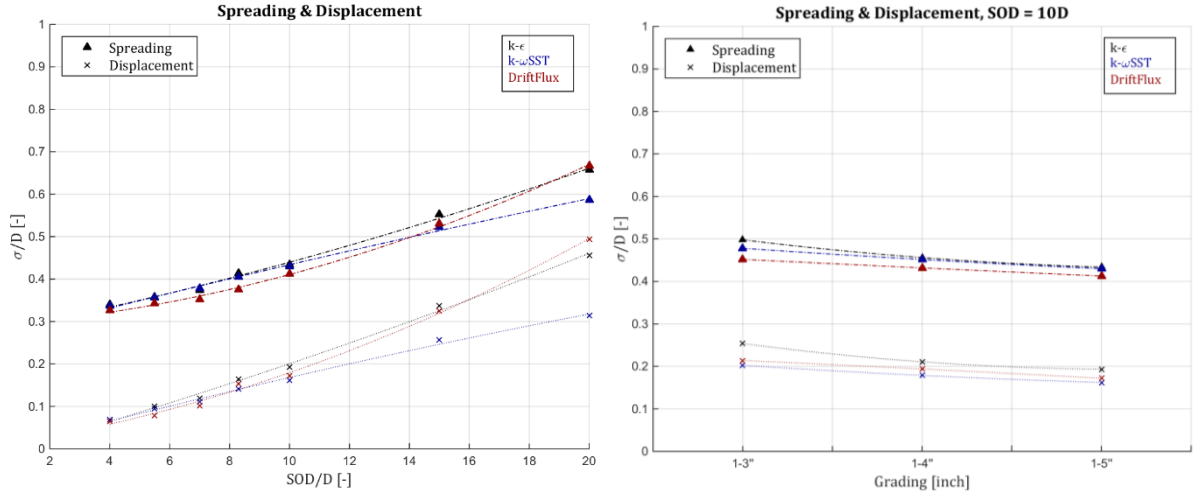 Spreading & Displacement
1
0.9
0.8
0.7
0.6
0.5
0.4
0.3
0.2
0.1
0
σ/D [-]
Spreading
Displacement
k-ϵ
k-ωSST
DriftFlux
2 4 6 8 10 12 14 16 18 20
SOD/D [-]
Spreading & Displacement, SOD = 10D
1
0.9
0.8
0.7
0.6
0.5
0.4
0.3
0.2
0.1
0
σ/D [-]
Spreading
Displacement
k-ϵ
k-ωSST
DriftFlux
1-3" 1-4" 1-5"
Grading [inch]